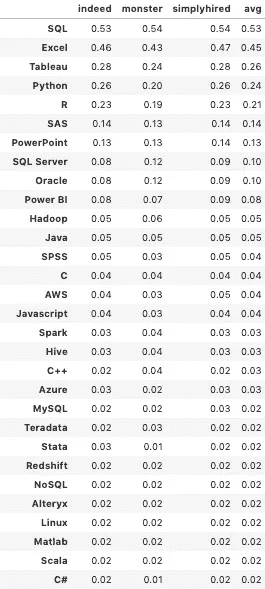 indeed monster simplyhired avg
SQL 0.53 0.54 0.54 0.53
Excel 0.46 0.43 0.47 0.45
Tableau 0.28 0.24 0.28 0.26
Python 0.26 0.20 0.26 0.24
R 0.23 0.19 0.23 0.21
SAS 0.14 0.13 0.14 0.14
PowerPoint 0.13 0.13 0.14 0.13
SQL Server 0.08 0.12 0.09 0.10
Oracle 0.08 0.12 0.09 0.10
Power BI 0.08 0.07 0.09 0.08
Hadoop 0.05 0.06 0.05 0.05
Java 0.05 0.05 0.05 0.05
SPSS 0.05 0.03 0.05 0.04
C 0.04 0.04 0.04 0.04
AWS 0.04 0.03 0.05 0.04
Javascript 0.04 0.03 0.04 0.04
Spark 0.03 0.04 0.03 0.03
Hive 0.03 0.04 0.03 0.03
C++ 0.02 0.04 0.02 0.03
Azure 0.03 0.02 0.03 0.03
MySQL 0.02 0.02 0.03 0.02
Teradata 0.02 0.03 0.02 0.02
Stata 0.03 0.01 0.02 0.02
Redshift 0.02 0.02 0.02 0.02
NoSQL 0.02 0.02 0.02 0.02
Alteryx 0.02 0.02 0.02 0.02
Linux 0.02 0.02 0.02 0.02
Matlab 0.02 0.02 0.02 0.02
Scala 0.02 0.02 0.02 0.02
C# 0.02 0.01 0.02 0.02